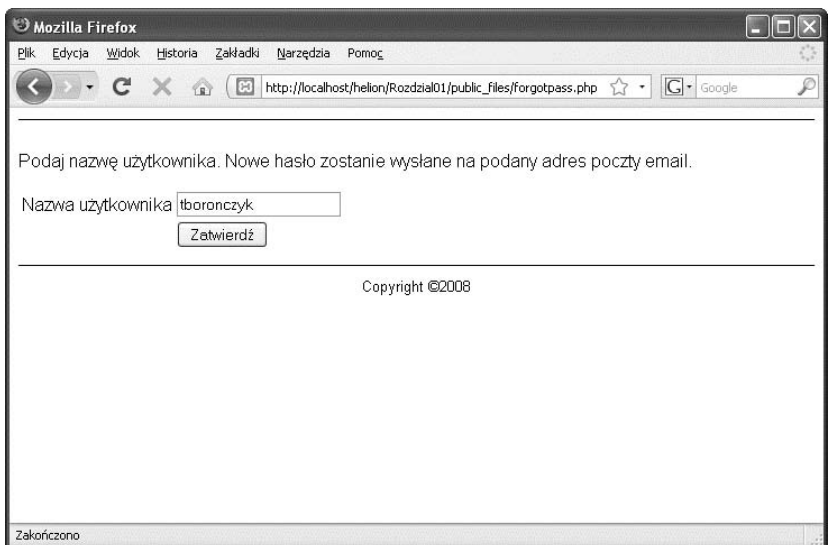 Mozilla Firefox
Plik Edycja Widok Historia Zakładki Narzędzia Pomoc
http://localhost/helion/Rozdzial01/public_files/forgotpass.php G Google
Podaj nazwę użytkownika. Nowe hasło zostanie wysłane na podany adres poczty email.
Nazwa użytkownika tboronczyk
Zatwierdź
Copyright ©2008
Zakończono